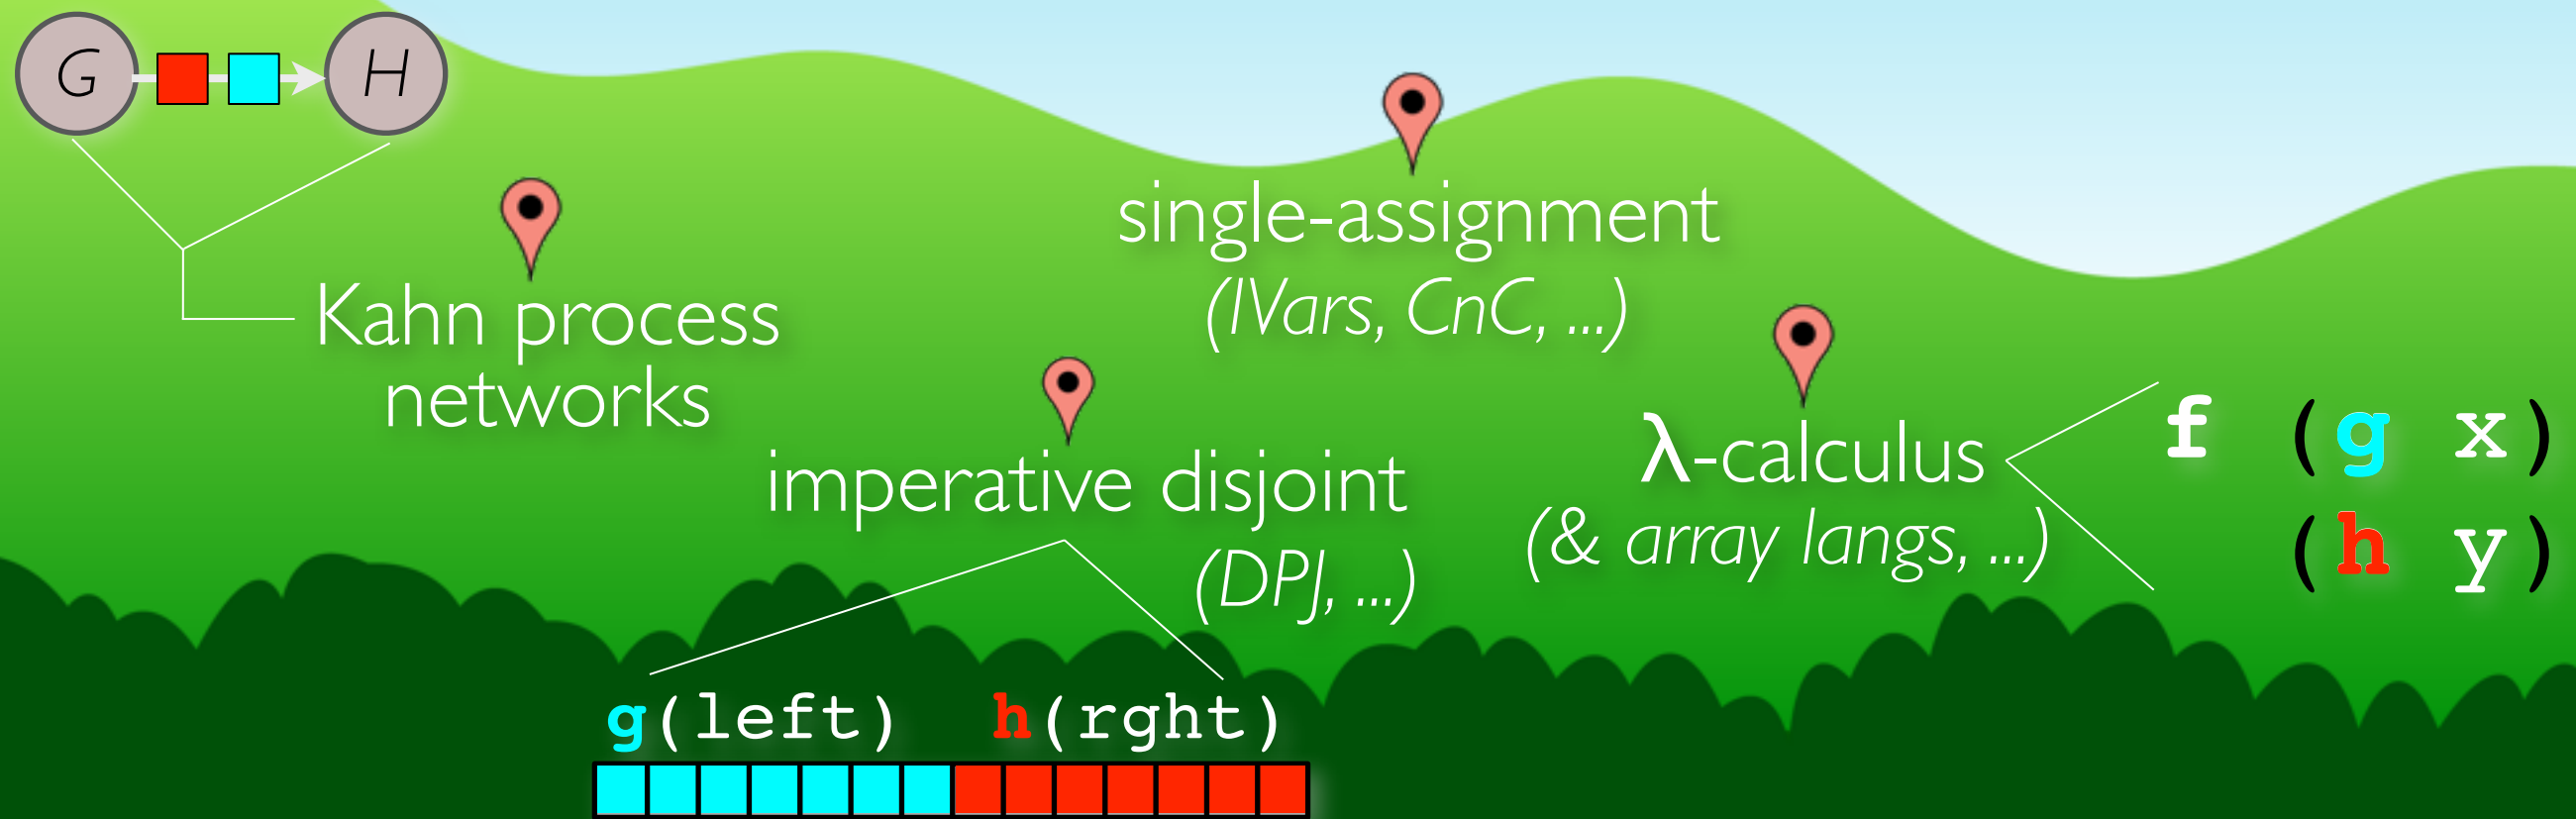 G H
Kahn process
networks
single-assignment
(IVars, CnC, ...)
imperative disjoint
(DPJ, ...)
λ-calculus
(& array langs, ...)
f (g x)
(h y)
g(left) h(rght)